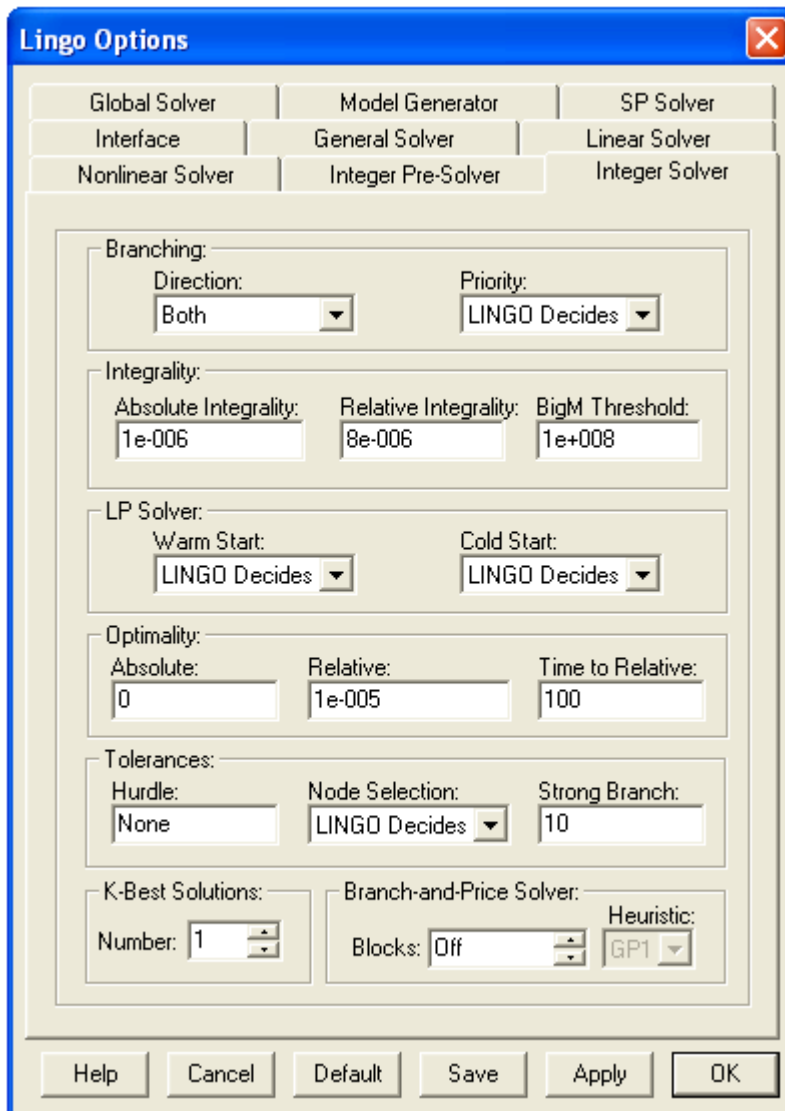 Lingo Options
Global Solver Model Generator SP Solver
Interface General Solver Linear Solver
Nonlinear Solver Integer Pre-Solver Integer Solver
Branching:
Direction: Priority:
Both LINGO Decides
Integrality:
Absolute Integrality: Relative Integrality: BigM Threshold:
1e-006 8e-006 1e+008
LP Solver:
Warm Start: Cold Start:
LINGO Decides LINGO Decides
Optimality:
Absolute: Relative: Time to Relative:
0 1e-005 100
Tolerances:
Hurdle: Node Selection: Strong Branch:
None LINGO Decides 10
K-Best Solutions: Branch-and-Price Solver:
Heuristic:
Number: 1 Blocks: Off GP1
Help Cancel Default Save Apply OK